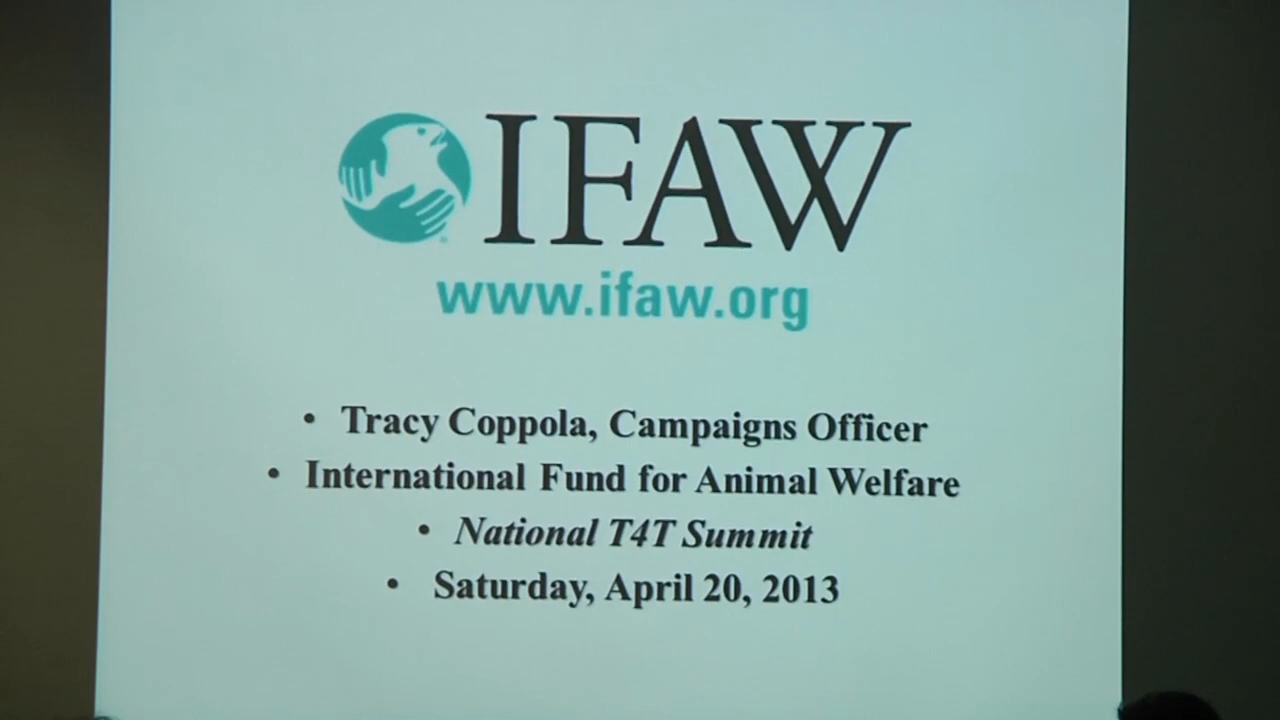 IFAW
www.ifaw.org
• Tracy Coppola, Campaigns Officer
• International Fund for Animal Welfare
• National T4T Summit
• Saturday, April 20, 2013